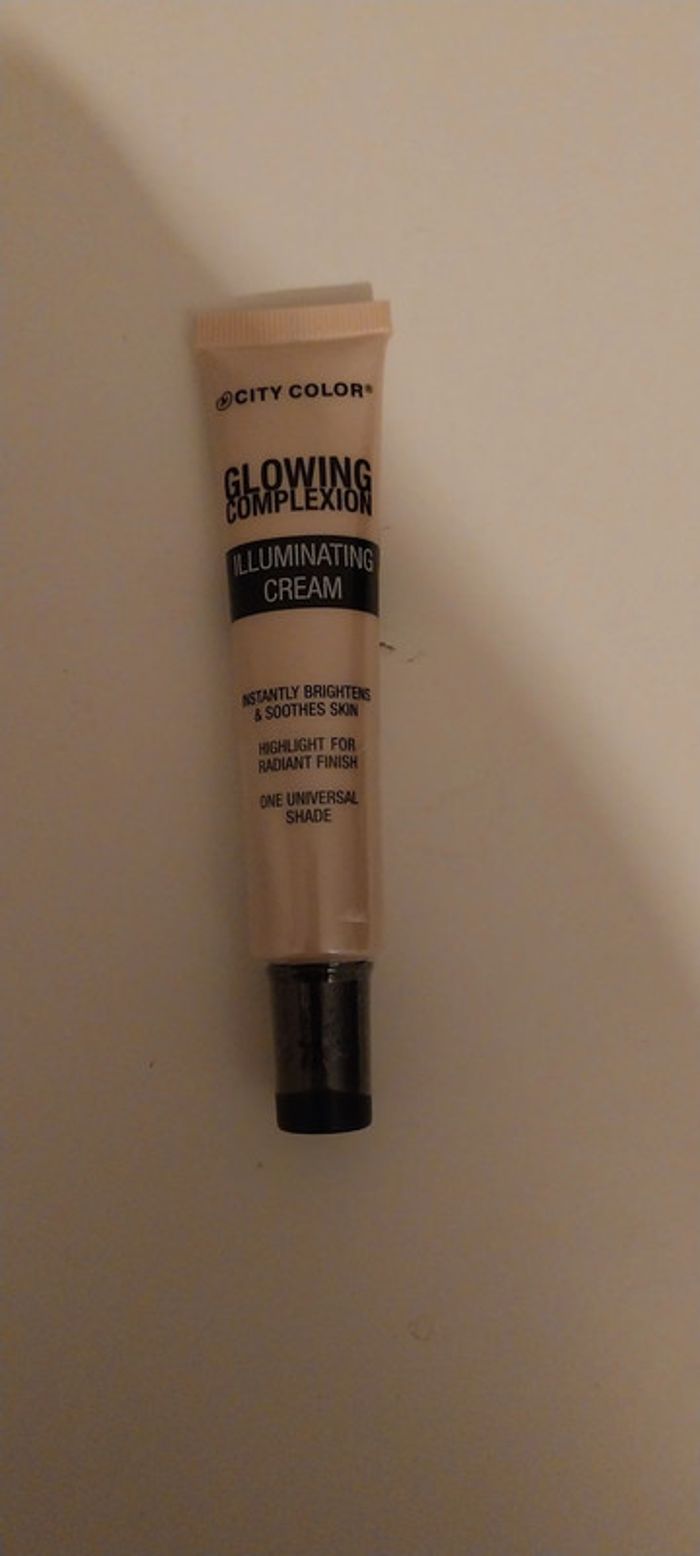 CITY COLOR®
GLOWING
COMPLEXION
ILLUMINATING
CREAM
INSTANTLY BRIGHTENS
& SOOTHES SKIN
HIGHLIGHT FOR
RADIANT FINISH
ONE UNIVERSAL
SHADE